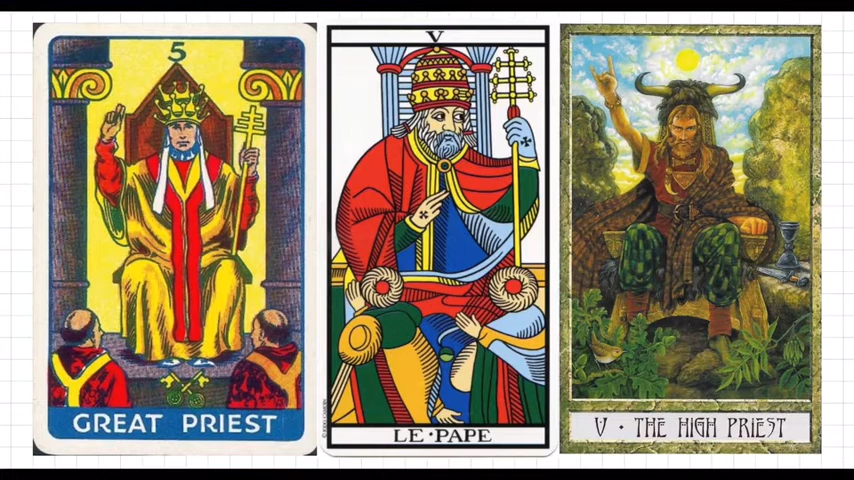 5
GREAT PRIEST
V
LE•PAPE
V • THE HIGH PRIEST